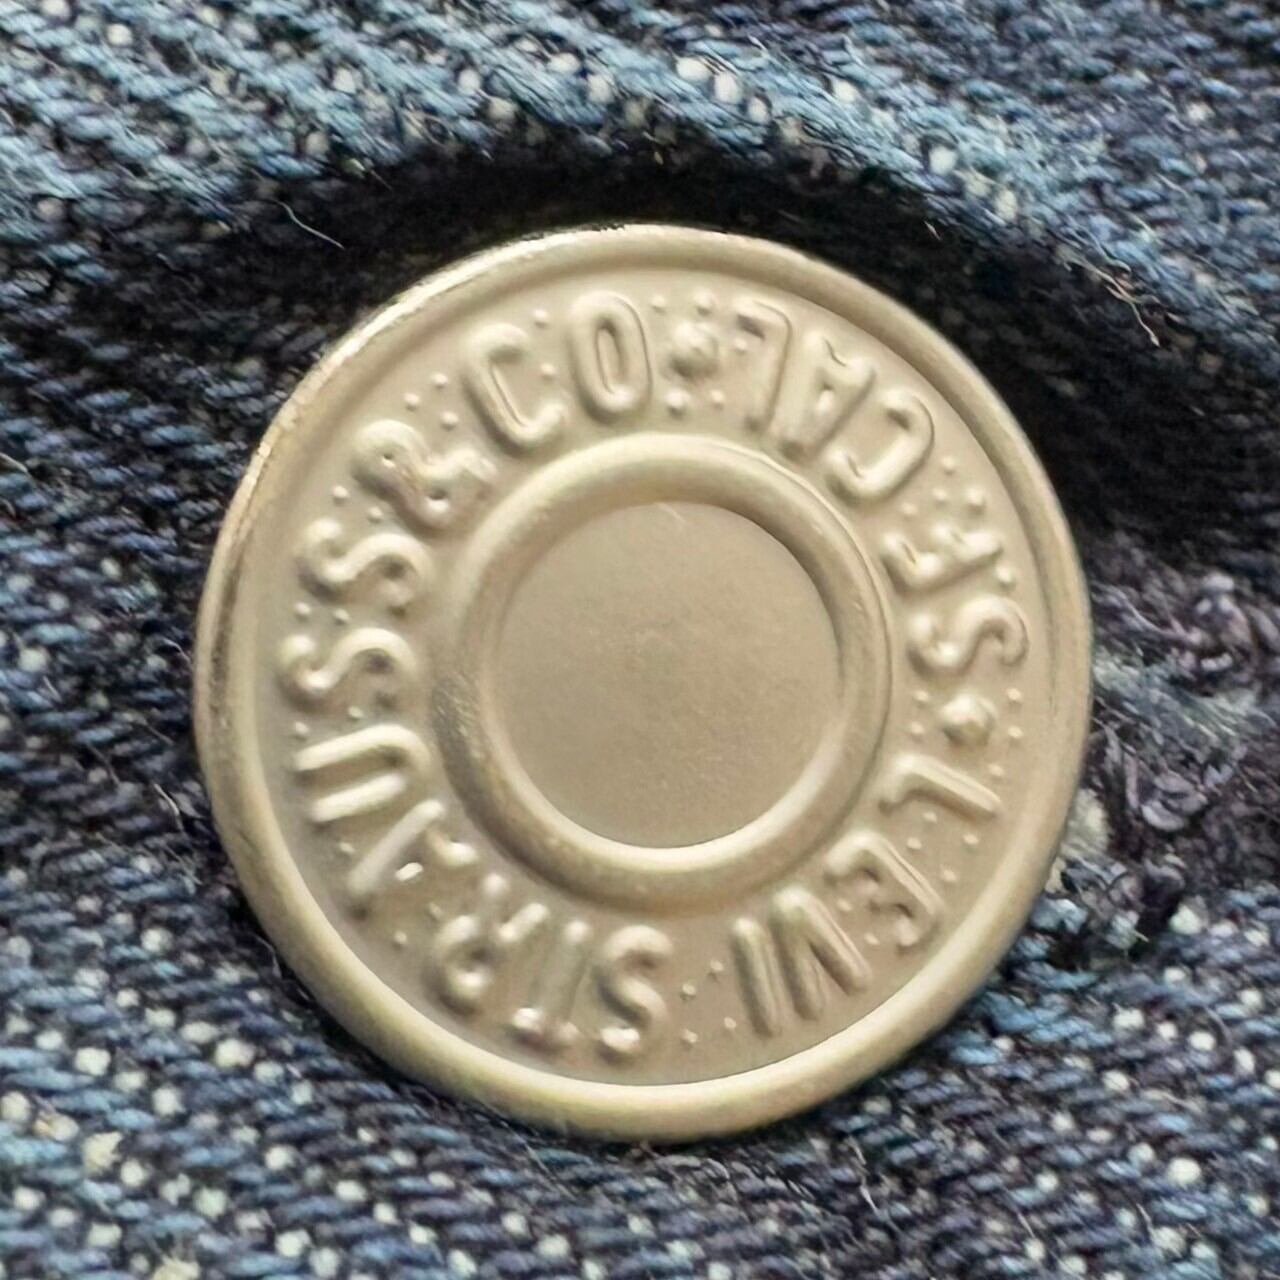 LEVI STRAUSS & CO
• S F CAL •